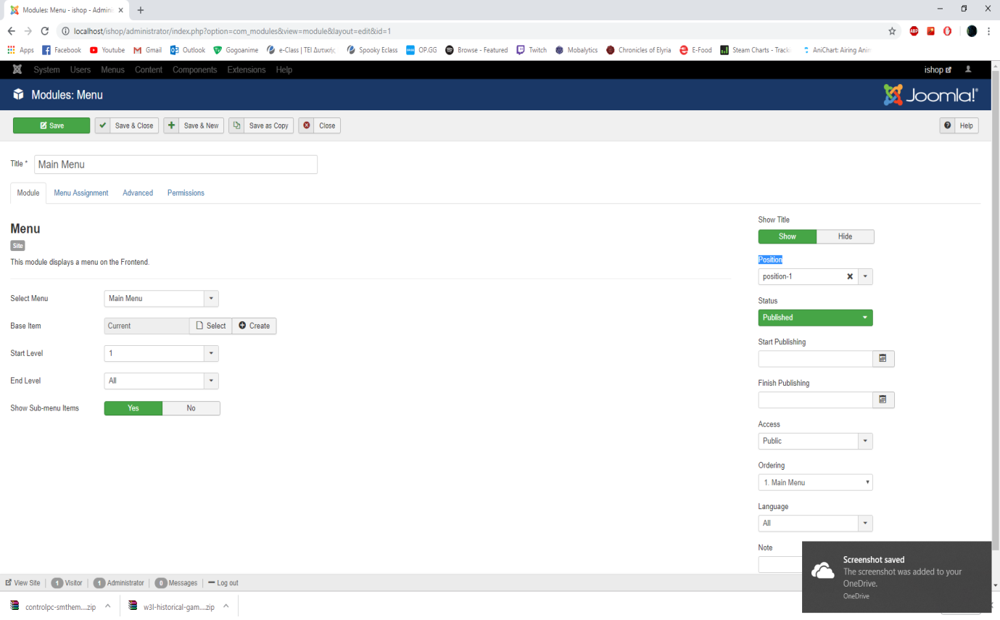 Modules: Menu - ishop - Admini
localhost/ishop/administrator/index.php?option=com_modules&view=module&layout=edit&id=1
ABP
Apps Facebook Youtube Gmail Outlook Gogoanime e-Class | ΤΕΙ Δυτικής Spooky Eclass OP.GG Browse - Featured Twitch Mobalytics Chronicles of Elyria E-Food Steam Charts - Track AniChart: Airing Anim
System Users Menus Content Components Extensions Help ishop
Modules: Menu Joomla!®
Save Save & Close Save & New Save as Copy Close Help
Title * Main Menu
Module Menu Assignment Advanced Permissions
Menu
Site
This module displays a menu on the Frontend.
Select Menu Main Menu
Base Item Current Select Create
Start Level 1
End Level All
Show Sub-menu Items Yes No
Show Title
Show Hide
Position
position-1
Status
Published
Start Publishing
Finish Publishing
Access
Public
Ordering
1. Main Menu
Language
All
Note
Screenshot saved
The screenshot was added to your
OneDrive.
OneDrive
View Site 1 Visitor 1 Administrator 0 Messages Log out
controlpc-smthem....zip w3l-historical-gam....zip